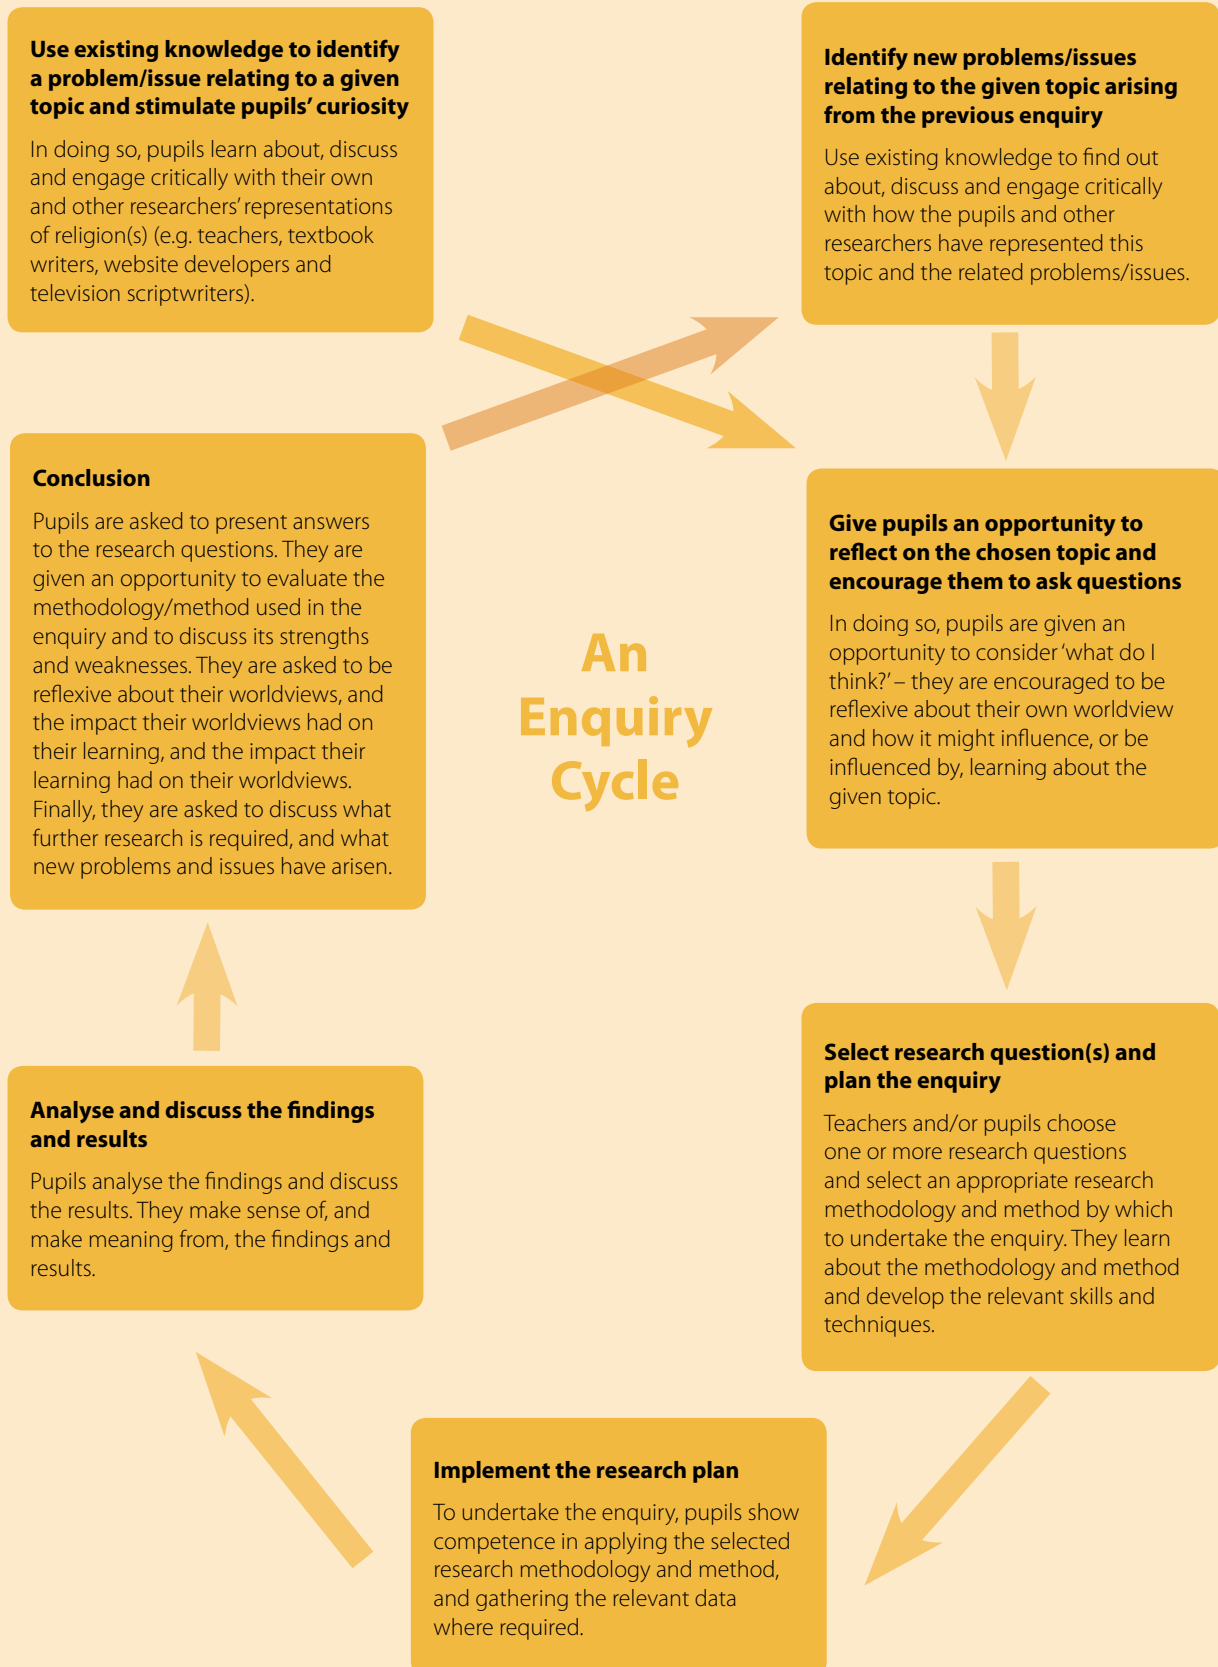 Use existing knowledge to identify
a problem/issue relating to a given
topic and stimulate pupils’ curiosity
In doing so, pupils learn about, discuss
and engage critically with their own
and other researchers’ representations
of religion(s) (e.g. teachers, textbook
writers, website developers and
television scriptwriters).
Identify new problems/issues
relating to the given topic arising
from the previous enquiry
Use existing knowledge to find out
about, discuss and engage critically
with how the pupils and other
researchers have represented this
topic and the related problems/issues.
Give pupils an opportunity to
reflect on the chosen topic and
encourage them to ask questions
In doing so, pupils are given an
opportunity to consider ‘what do I
think?’ – they are encouraged to be
reflexive about their own worldview
and how it might influence, or be
influenced by, learning about the
given topic.
Select research question(s) and
plan the enquiry
Teachers and/or pupils choose
one or more research questions
and select an appropriate research
methodology and method by which
to undertake the enquiry. They learn
about the methodology and method
and develop the relevant skills and
techniques.
Implement the research plan
To undertake the enquiry, pupils show
competence in applying the selected
research methodology and method,
and gathering the relevant data
where required.
Analyse and discuss the findings
and results
Pupils analyse the findings and discuss
the results. They make sense of, and
make meaning from, the findings and
results.
Conclusion
Pupils are asked to present answers
to the research questions. They are
given an opportunity to evaluate the
methodology/method used in the
enquiry and to discuss its strengths
and weaknesses. They are asked to be
reflexive about their worldviews, and
the impact their worldviews had on
their learning, and the impact their
learning had on their worldviews.
Finally, they are asked to discuss what
further research is required, and what
new problems and issues have arisen.
An
Enquiry
Cycle